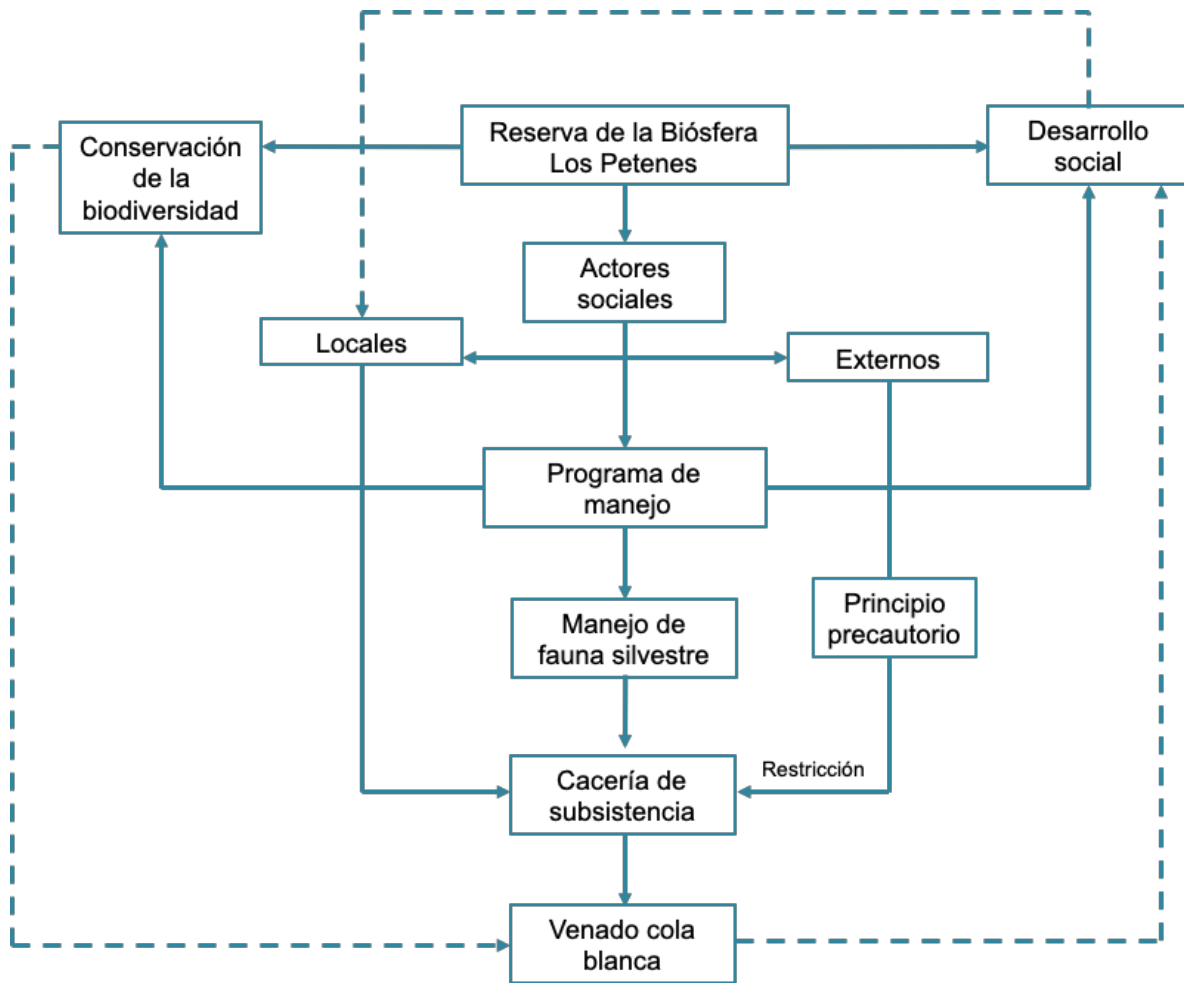 Reserva de la Biósfera
Los Petenes
Conservación
de la
biodiversidad
Desarrollo
social
Actores
sociales
Locales
Externos
Programa de
manejo
Manejo de
fauna silvestre
Principio
precautorio
Restricción
Cacería de
subsistencia
Venado cola
blanca